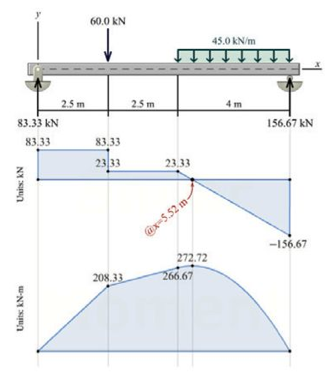 y
60.0 kN
45.0 kN/m
x
2.5 m
2.5 m
4 m
83.33 kN
156.67 kN
83.33
83.33
23.33
23.33
Units: kN
@x=5.52 m
−156.67
272.72
208.33
266.67
Units: kN-m